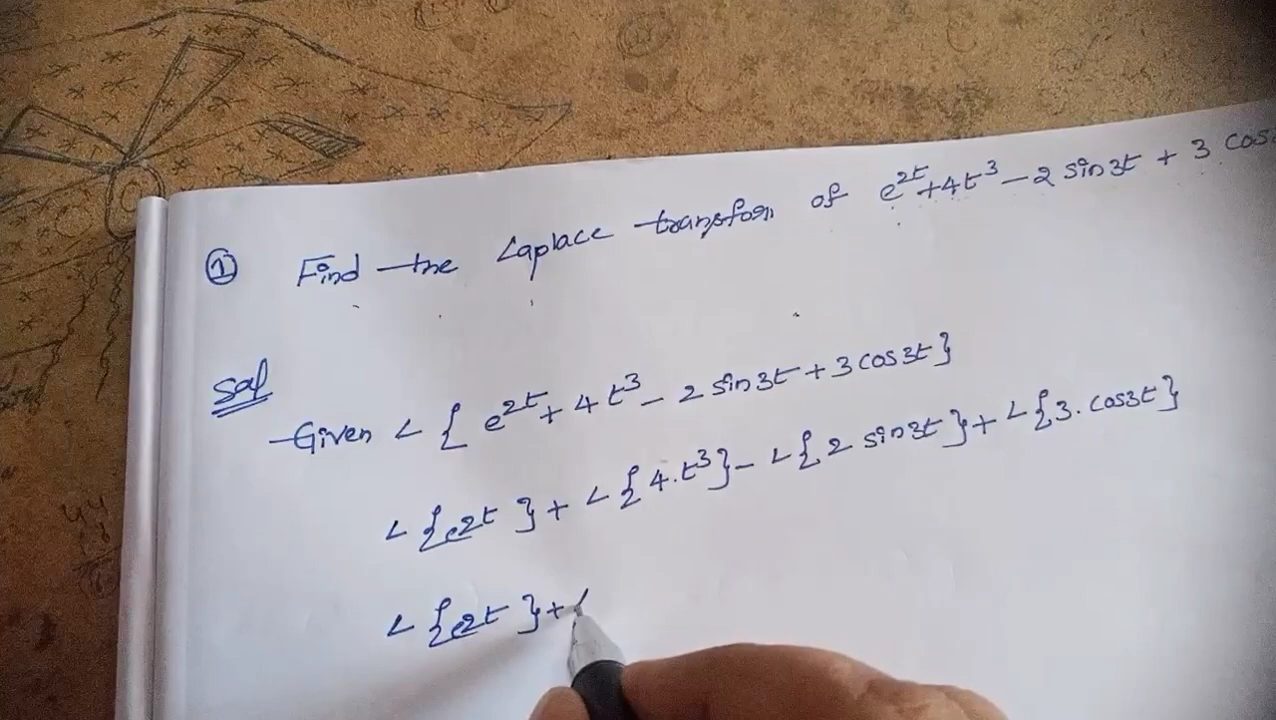 ① Find the Laplace transform of e^{2t}+4t^3-2 sin3t + 3 cos
Sol
Given L { e^{2t}+ 4t^3 - 2 sin3t + 3 cos3t }
L {e^{2t} } + L { 4.t^3 } - L { 2 sin3t } + L { 3. cos3t }
L {e^{2t} } +